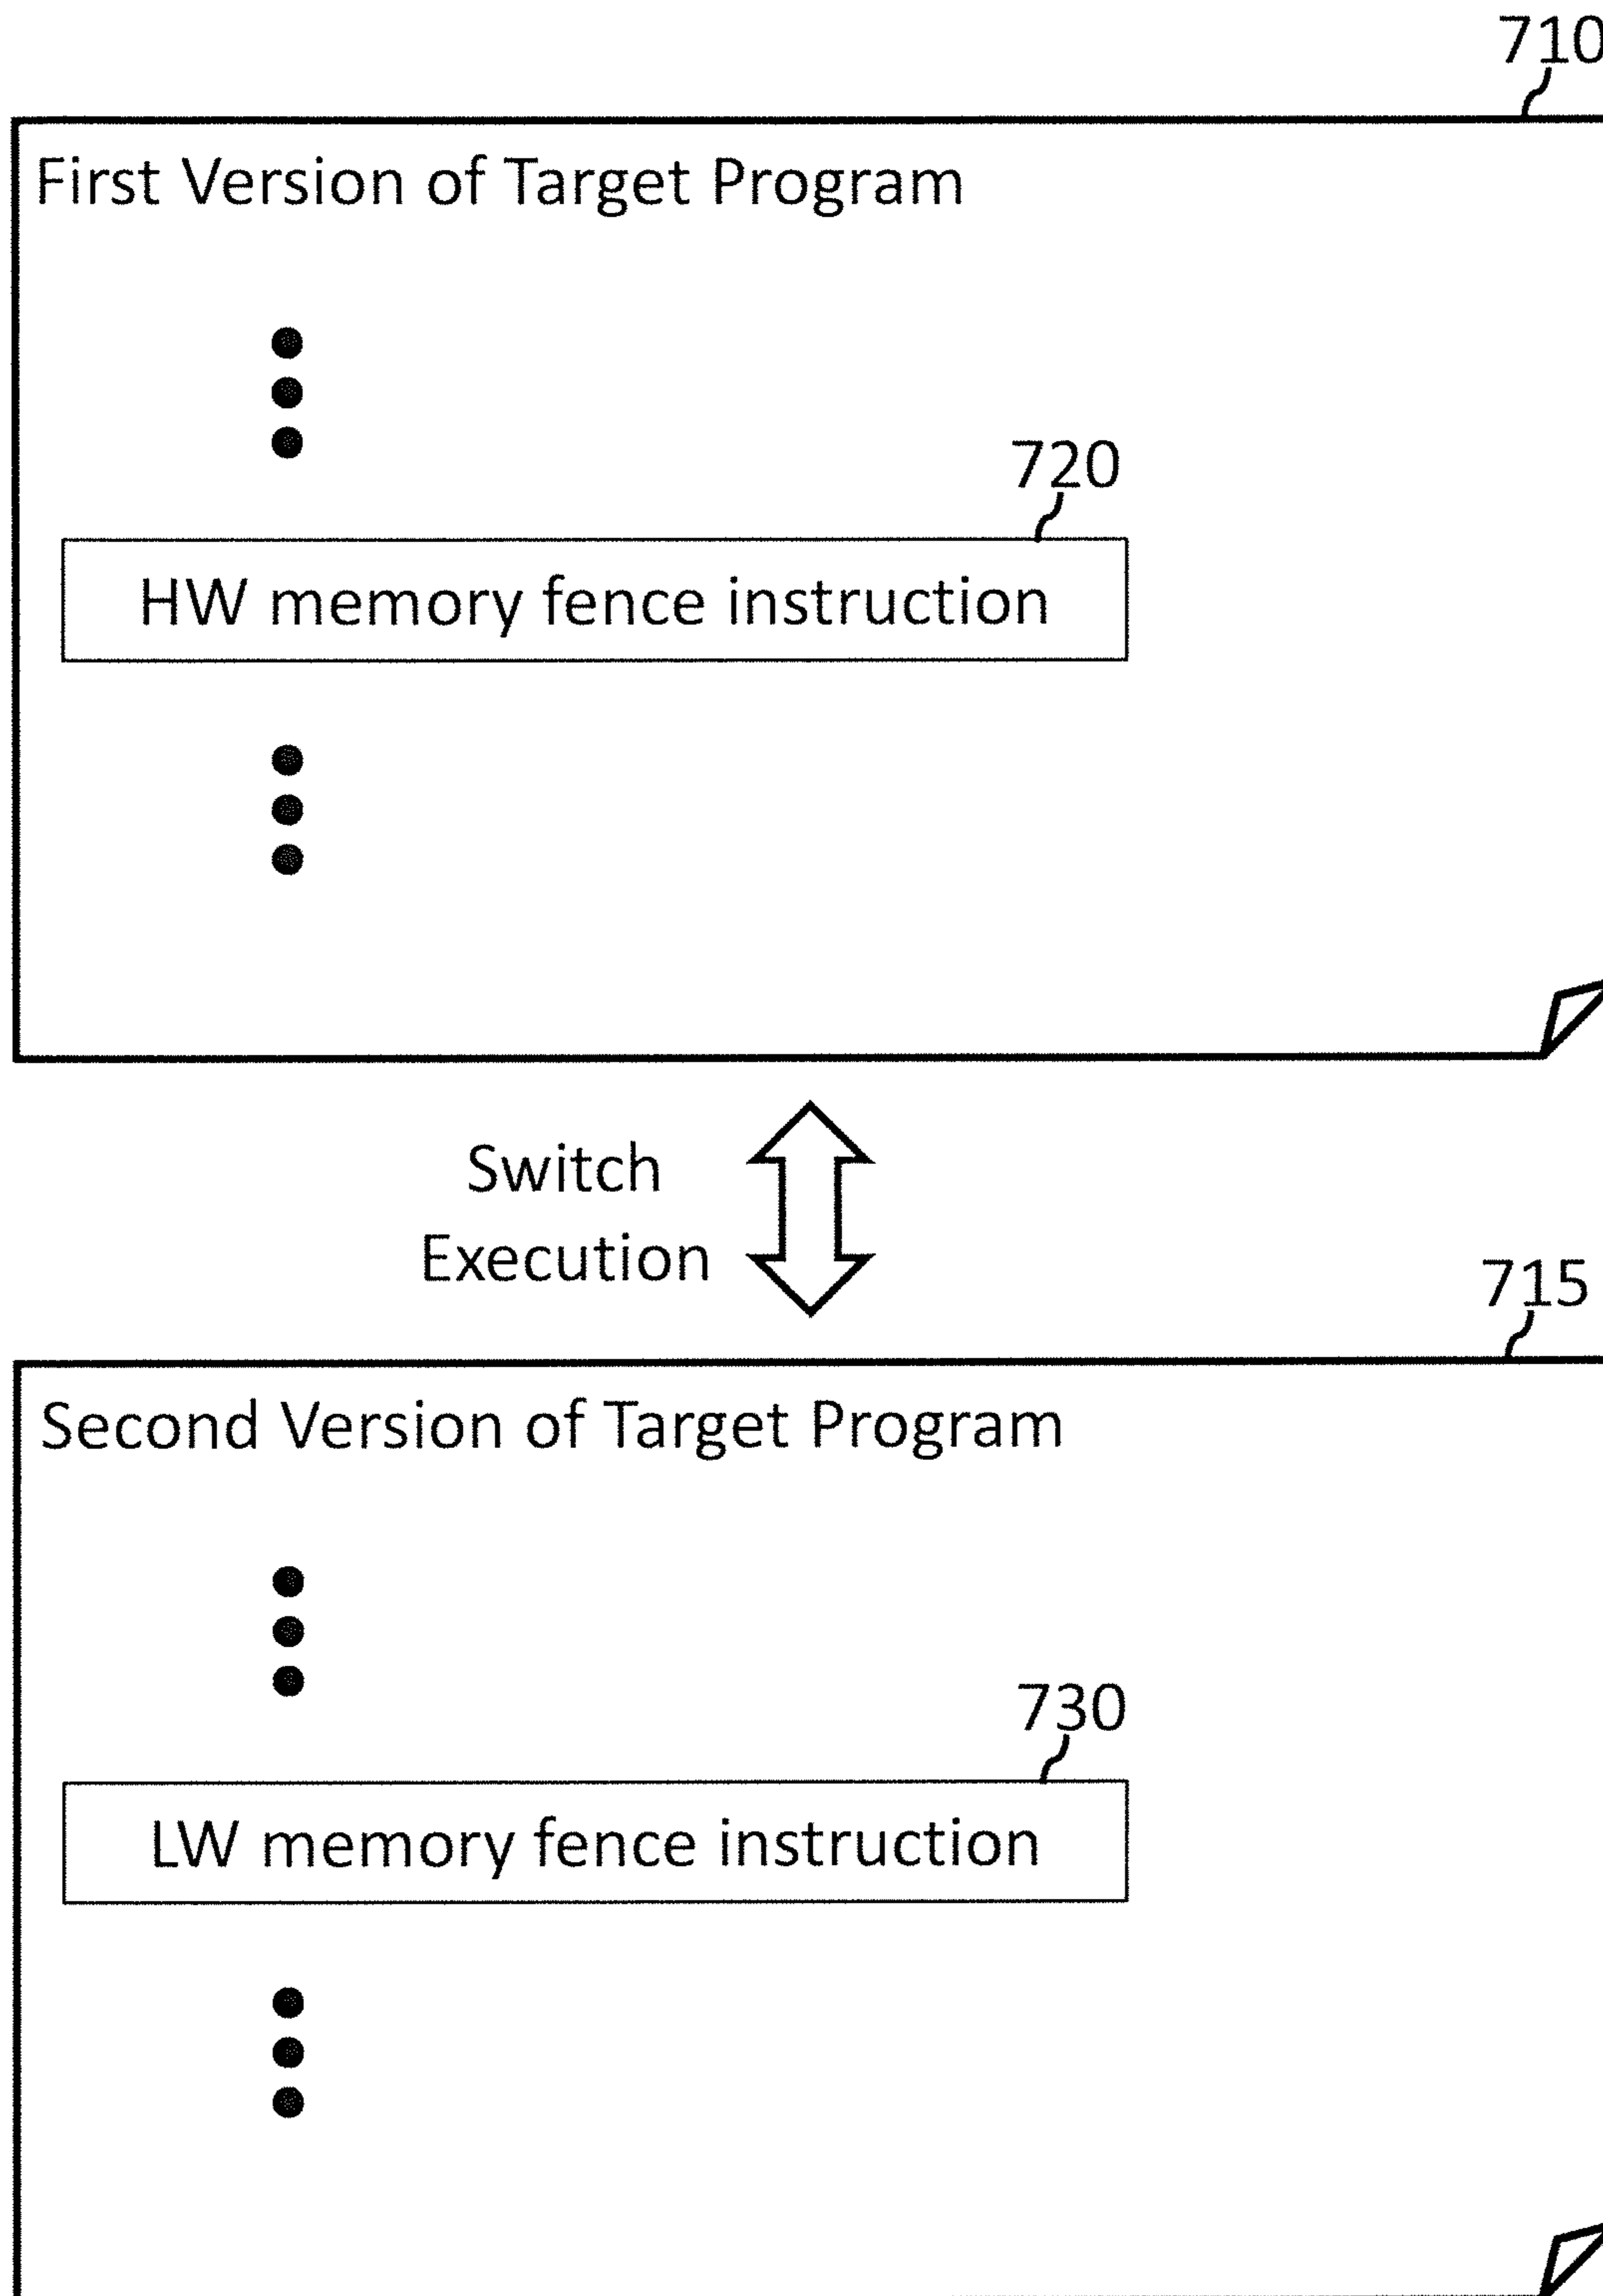 710
First Version of Target Program
720
HW memory fence instruction
Switch
Execution
715
Second Version of Target Program
730
LW memory fence instruction